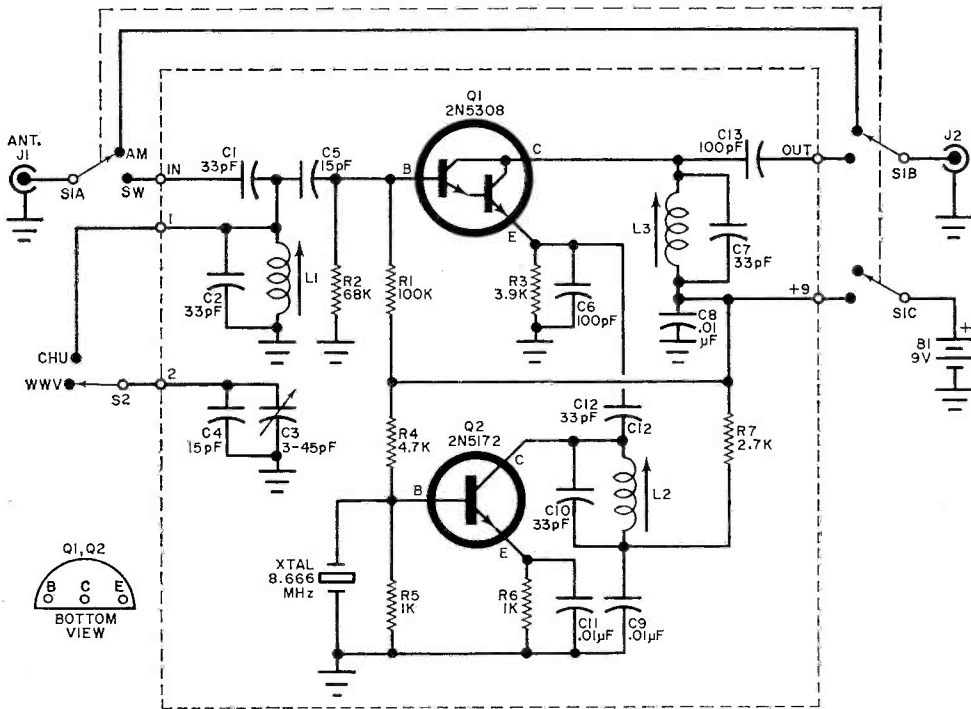 ANT.
J1
S1A
AM
SW
IN
1
C1
33pF
C5
15pF
Q1
2N5308
B
C
E
C13
100pF
OUT
S1B
J2
L3
C7
33pF
C2
33pF
L1
R2
68K
R1
100K
R3
3.9K
C6
100pF
C8
.01
µF
+9
S1C
+
B1
9V
CHU
WWV
S2
2
C4
15pF
C3
3-45pF
R4
4.7K
Q2
2N5172
B
C
E
C12
33pF
C12
C10
33pF
L2
R7
2.7K
Q1,Q2
B C E
BOTTOM
VIEW
XTAL
8.666
MHz
R5
1K
R6
1K
C11
.01µF
C9
.01µF